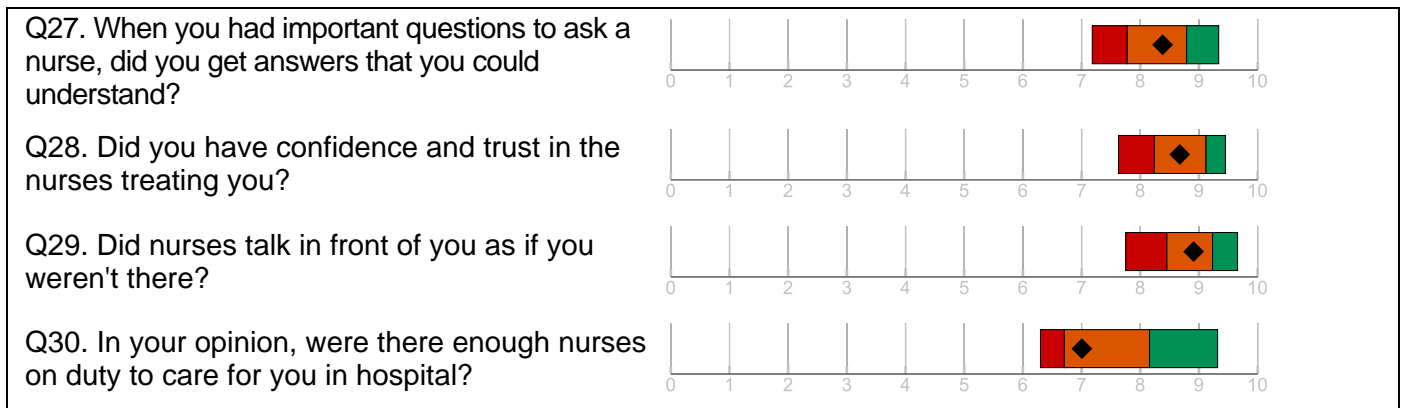 Q27. When you had important questions to ask a
nurse, did you get answers that you could
understand?
0 1 2 3 4 5 6 7 8 9 10
Q28. Did you have confidence and trust in the
nurses treating you?
0 1 2 3 4 5 6 7 8 9 10
Q29. Did nurses talk in front of you as if you
weren't there?
0 1 2 3 4 5 6 7 8 9 10
Q30. In your opinion, were there enough nurses
on duty to care for you in hospital?
0 1 2 3 4 5 6 7 8 9 10